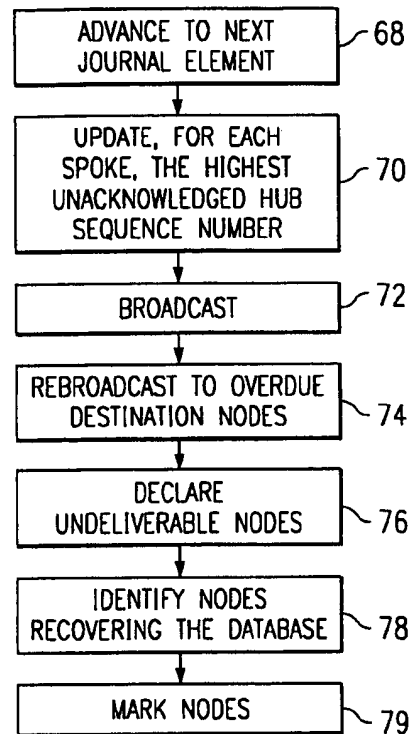 ADVANCE TO NEXT
JOURNAL ELEMENT
68
UPDATE, FOR EACH
SPOKE, THE HIGHEST
UNACKNOWLEDGED HUB
SEQUENCE NUMBER
70
BROADCAST
72
REBROADCAST TO OVERDUE
DESTINATION NODES
74
DECLARE
UNDELIVERABLE NODES
76
IDENTIFY NODES
RECOVERING THE DATABASE
78
MARK NODES
79